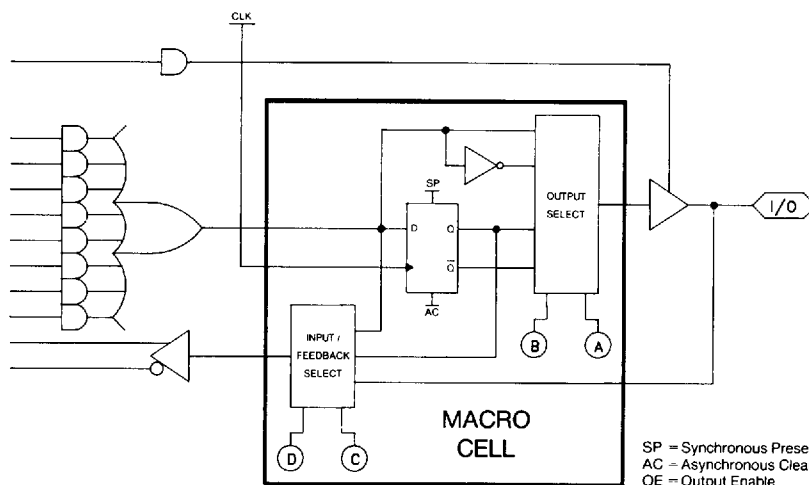 CLK
SP
D Q
Q
AC
OUTPUT
SELECT
I/O
B A
INPUT /
FEEDBACK
SELECT
D C
MACRO
CELL
SP = Synchronous Prese
AC = Asynchronous Clea
OE = Output Enable